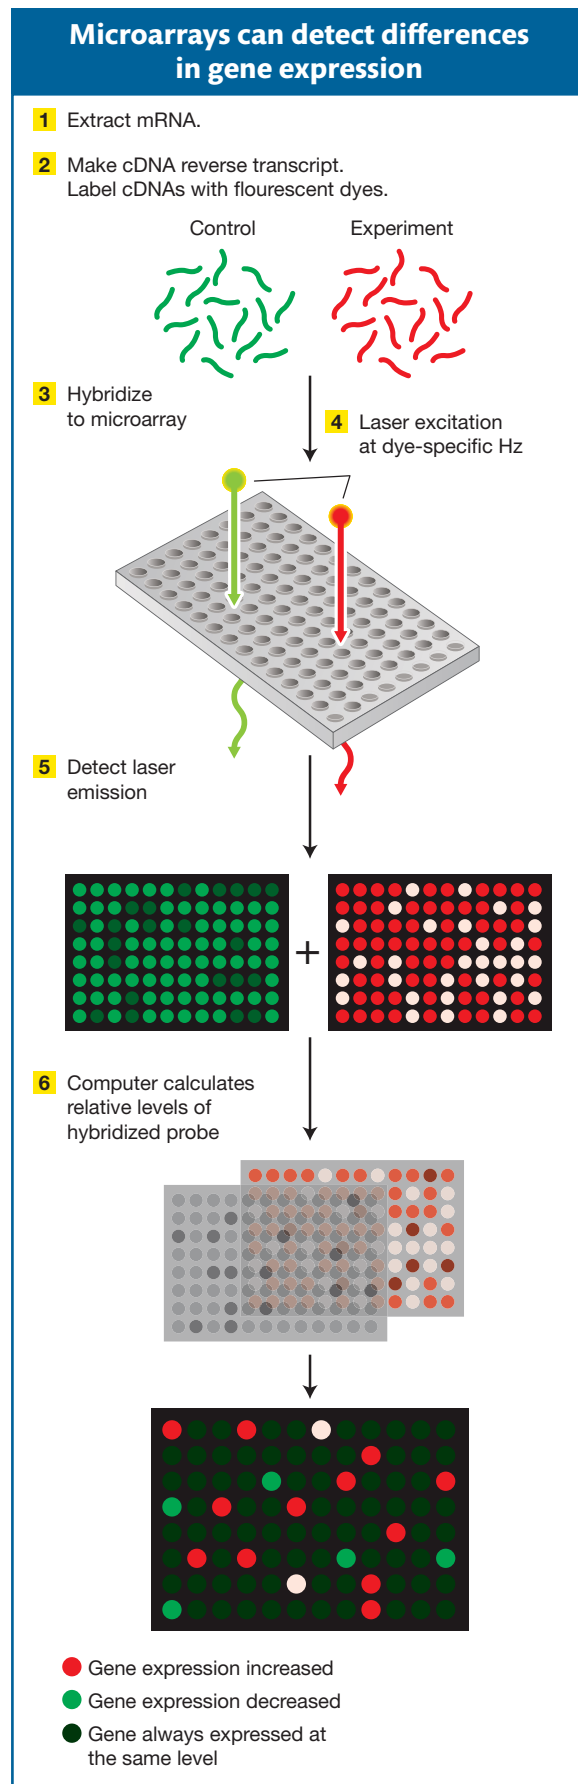 Microarrays can detect differences
in gene expression
1 Extract mRNA.
2 Make cDNA reverse transcript.
Label cDNAs with flourescent dyes.
Control
Experiment
3 Hybridize
to microarray
4 Laser excitation
at dye-specific Hz
5 Detect laser
emission
+
6 Computer calculates
relative levels of
hybridized probe
Gene expression increased
Gene expression decreased
Gene always expressed at
the same level